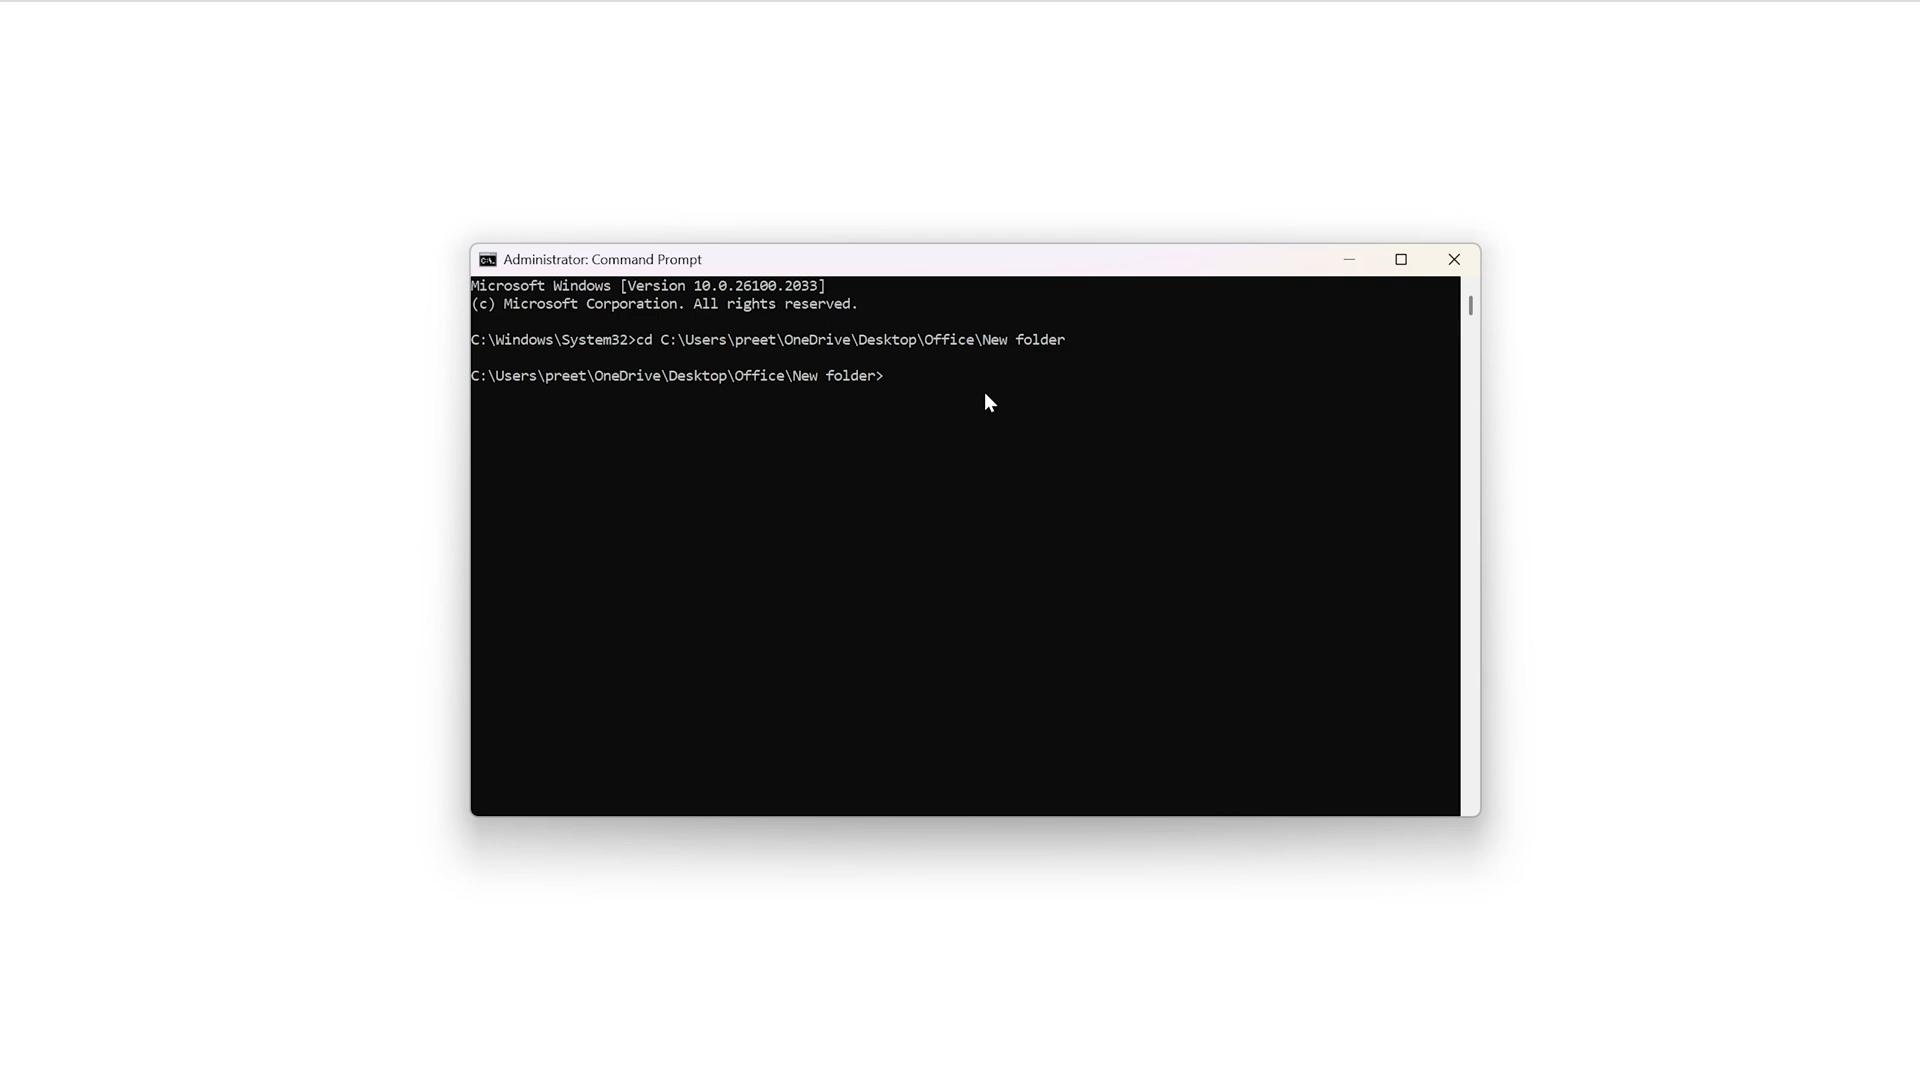 Administrator: Command Prompt
Microsoft Windows [Version 10.0.26100.2033]
(c) Microsoft Corporation. All rights reserved.
C:\Windows\System32>cd C:\Users\preet\OneDrive\Desktop\Office\New folder
C:\Users\preet\OneDrive\Desktop\Office\New folder>